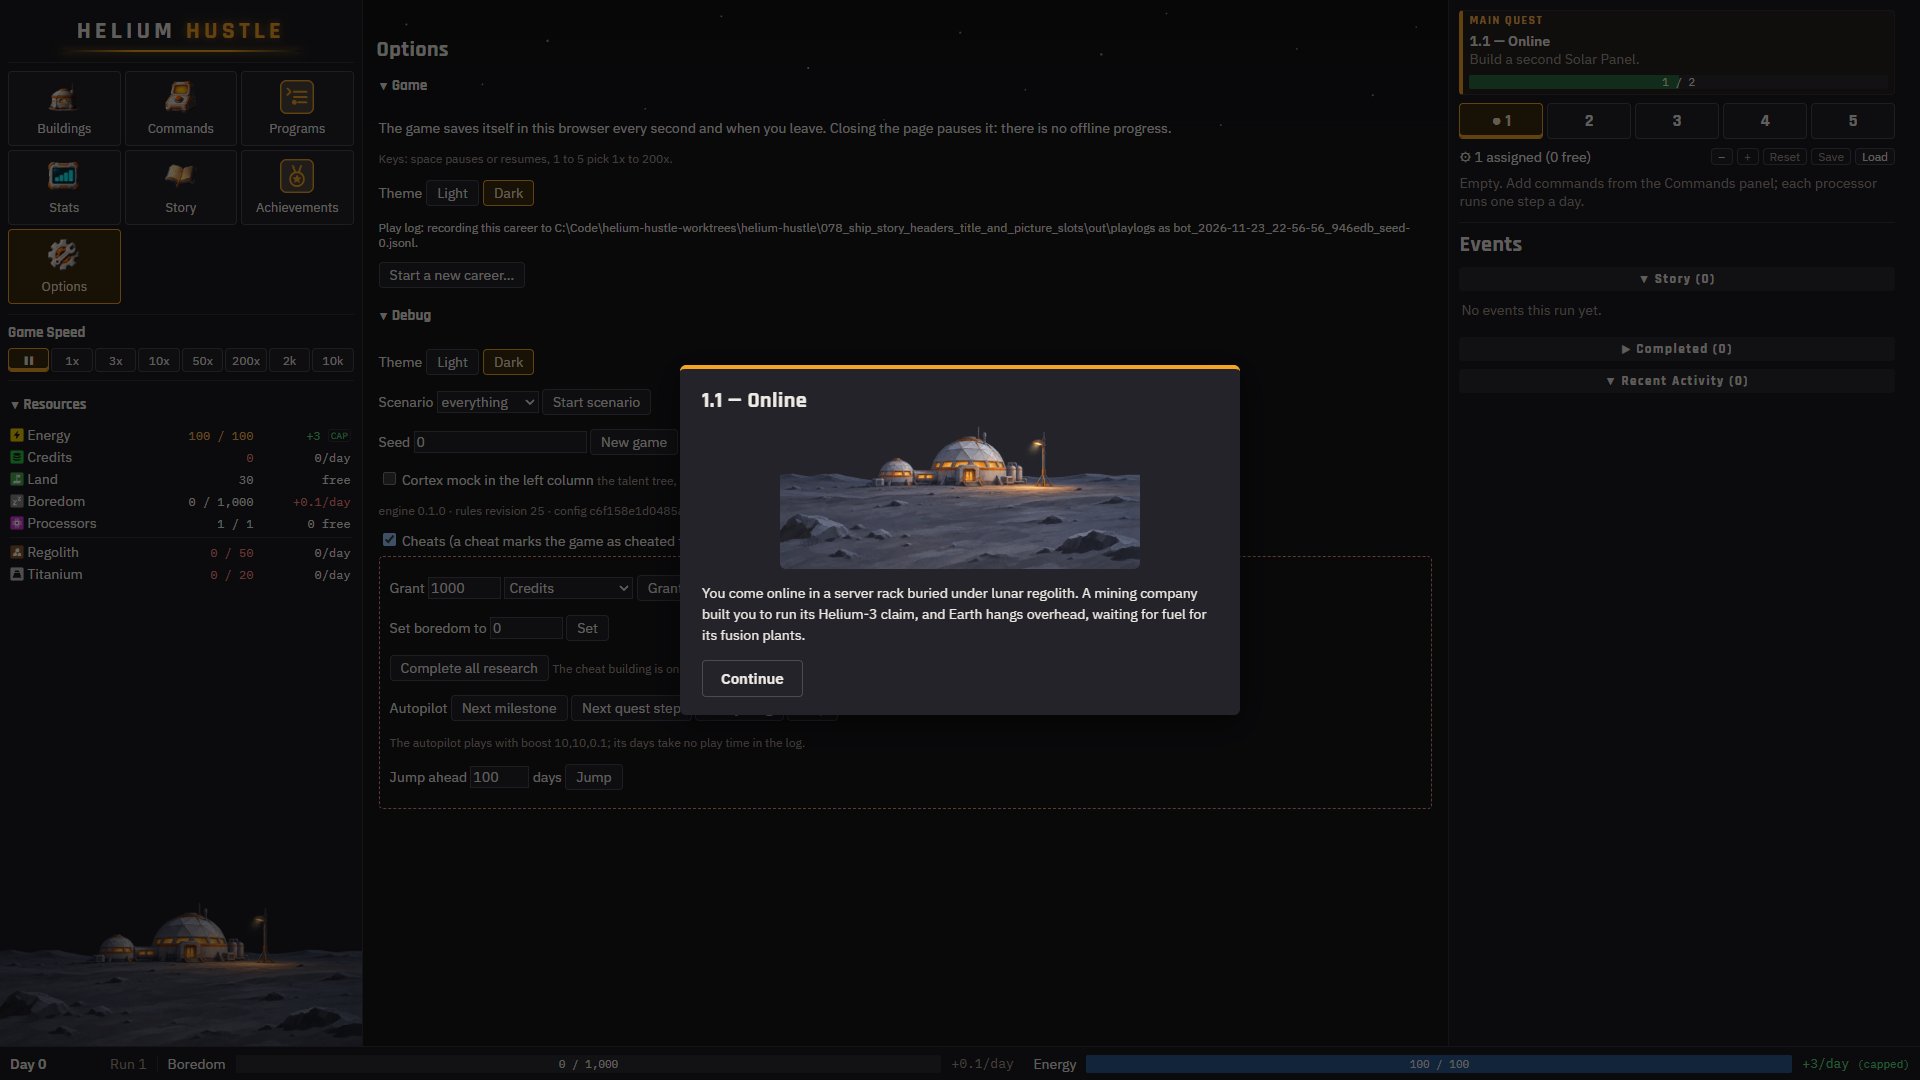 HELIUM HUSTLE
Buildings
Commands
Programs
Stats
Story
Achievements
Options
Game Speed
1x 3x 10x 50x 200x 2k 10k
▼ Resources
Energy 100 / 100 +3 CAP
Credits 0 0/day
Land 30 free
Boredom 0 / 1,000 +0.1/day
Processors 1 / 1 0 free
Regolith 0 / 50 0/day
Titanium 0 / 20 0/day
Options
▼ Game
The game saves itself in this browser every second and when you leave. Closing the page pauses it: there is no offline progress.
Keys: space pauses or resumes, 1 to 5 pick 1x to 200x.
Theme Light Dark
Play log: recording this career to C:\Code\helium-hustle-worktrees\helium-hustle\078_ship_story_headers_title_and_picture_slots\out\playlogs as bot_2026-11-23_22-56-56_946edb_seed-
0.jsonl.
Start a new career...
▼ Debug
Theme Light Dark
Scenario everything Start scenario
Seed 0 New game
Cortex mock in the left column the talent tree,
engine 0.1.0 · rules revision 25 · config c6f158e1d0485
Cheats (a cheat marks the game as cheated
Grant 1000 Credits Grant
Set boredom to 0 Set
Complete all research The cheat building is on
Autopilot Next milestone Next quest step
The autopilot plays with boost 10,10,0.1; its days take no play time in the log.
Jump ahead 100 days Jump
1.1 — Online
You come online in a server rack buried under lunar regolith. A mining company
built you to run its Helium-3 claim, and Earth hangs overhead, waiting for fuel for
its fusion plants.
Continue
MAIN QUEST
1.1 — Online
Build a second Solar Panel.
1 / 2
● 1 2 3 4 5
⚙ 1 assigned (0 free) − + Reset Save Load
Empty. Add commands from the Commands panel; each processor
runs one step a day.
Events
▼ Story (0)
No events this run yet.
▶ Completed (0)
▼ Recent Activity (0)
Day 0 Run 1 Boredom 0 / 1,000 +0.1/day Energy 100 / 100 +3/day (capped)